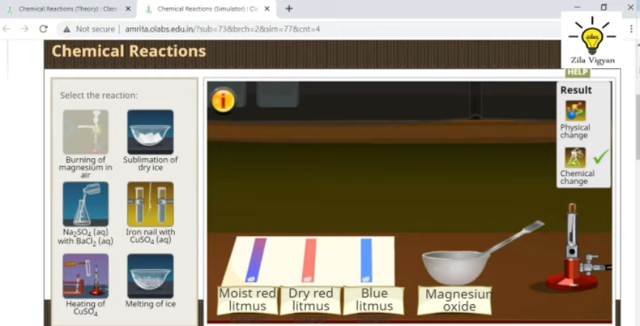 Chemical Reactions (Theory) : Class
Chemical Reactions (Simulator) : Cl
Not secure | amrita.olabs.edu.in/?sub=73&brch=2&sim=77&cnt=4
Zila Vigyan
Chemical Reactions
HELP
Select the reaction:
Burning of
magnesium in
air
Sublimation of
dry ice
Na₂SO₄ (aq)
with BaCl₂ (aq)
Iron nail with
CuSO₄ (aq)
Heating of
CuSO₄
Melting of ice
i
Result
Physical
change
Chemical
change
Moist red
litmus
Dry red
litmus
Blue
litmus
Magnesiur
oxide